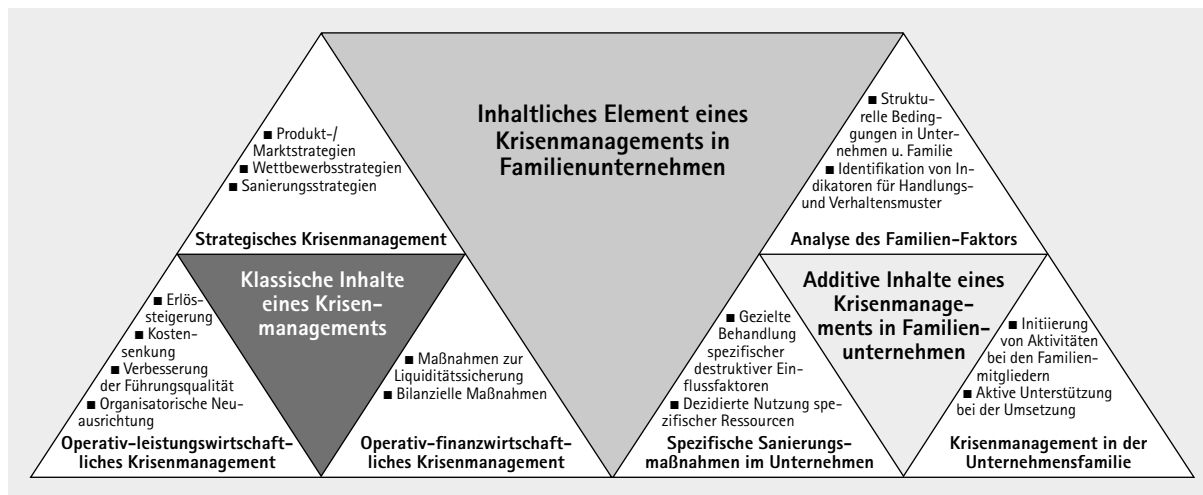 Inhaltliches Element eines
Krisenmanagements in
Familienunternehmen
■ Produkt-/
Marktstrategien
■ Wettbewerbsstrategien
■ Sanierungsstrategien
Strategisches Krisenmanagement
■ Struktu-
relle Bedin-
gungen in Unter-
nehmen u. Familie
■ Identifikation von In-
dikatoren für Handlungs-
und Verhaltensmuster
Analyse des Familien-Faktors
Klassische Inhalte
eines Krisen-
managements
■ Erlös-
steigerung
■ Kosten-
senkung
■ Verbesserung
der Führungsqualität
■ Organisatorische Neu-
ausrichtung
Operativ-leistungswirtschaft-
liches Krisenmanagement
■ Maßnahmen zur
Liquiditätssicherung
■ Bilanzielle Maßnahmen
Operativ-finanzwirtschaft-
liches Krisenmanagement
Additive Inhalte eines
Krisenmanage-
ments in Familien-
unternehmen
■ Gezielte
Behandlung
spezifischer
destruktiver Ein-
flussfaktoren
■ Dezidierte Nutzung spe-
zifischer Ressourcen
Spezifische Sanierungs-
maßnahmen im Unternehmen
■ Initiierung
von Aktivitäten
bei den Familien-
mitgliedern
■ Aktive Unterstützung
bei der Umsetzung
Krisenmanagement in der
Unternehmensfamilie